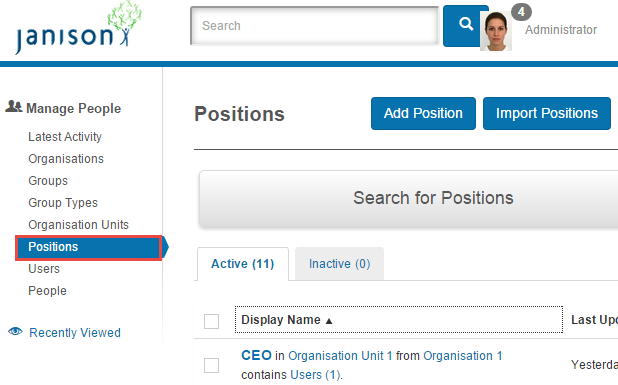 janison
Search
4
Administrator
Manage People
Latest Activity
Organisations
Groups
Group Types
Organisation Units
Positions
Users
People
Recently Viewed
Positions
Add Position
Import Positions
Search for Positions
Active (11)
Inactive (0)
Display Name ▲
Last Upd
CEO in Organisation Unit 1 from Organisation 1
contains Users (1).
Yesterda